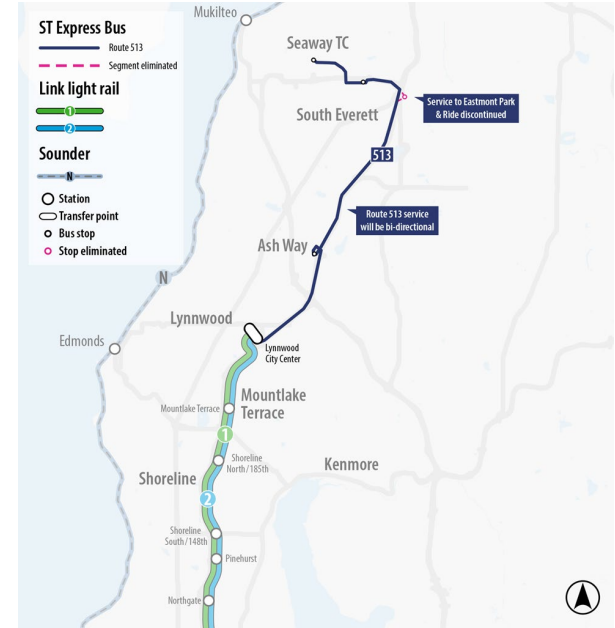 Mukilteo
ST Express Bus
Route 513
Segment eliminated
Link light rail
1
2
Sounder
N
Station
Transfer point
Bus stop
Stop eliminated
Seaway TC
South Everett
Service to Eastmont Park
& Ride discontinued
513
Route 513 service
will be bi-directional
Ash Way
N
Lynnwood
Edmonds
Lynnwood
City Center
Mountlake
Terrace
Mountlake Terrace
1
Shoreline
North/185th
Kenmore
Shoreline
2
Shoreline
South/148th
Pinehurst
Northgate